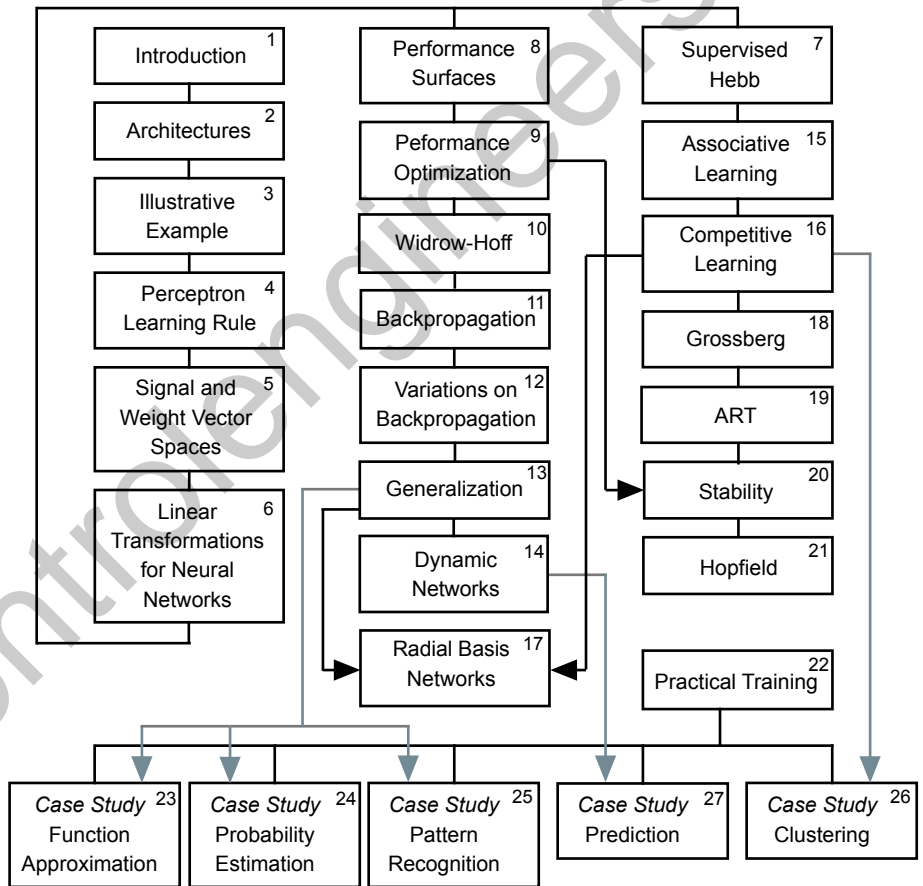 1
Introduction
2
Architectures
3
Illustrative
Example
4
Perceptron
Learning Rule
5
Signal and
Weight Vector
Spaces
6
Linear
Transformations
for Neural
Networks
8
Performance
Surfaces
9
Peformance
Optimization
10
Widrow-Hoff
11
Backpropagation
12
Variations on
Backpropagation
13
Generalization
14
Dynamic
Networks
17
Radial Basis
Networks
7
Supervised
Hebb
15
Associative
Learning
16
Competitive
Learning
18
Grossberg
19
ART
20
Stability
21
Hopfield
22
Practical Training
23
Case Study
Function
Approximation
24
Case Study
Probability
Estimation
25
Case Study
Pattern
Recognition
27
Case Study
Prediction
26
Case Study
Clustering
ntrolengineers